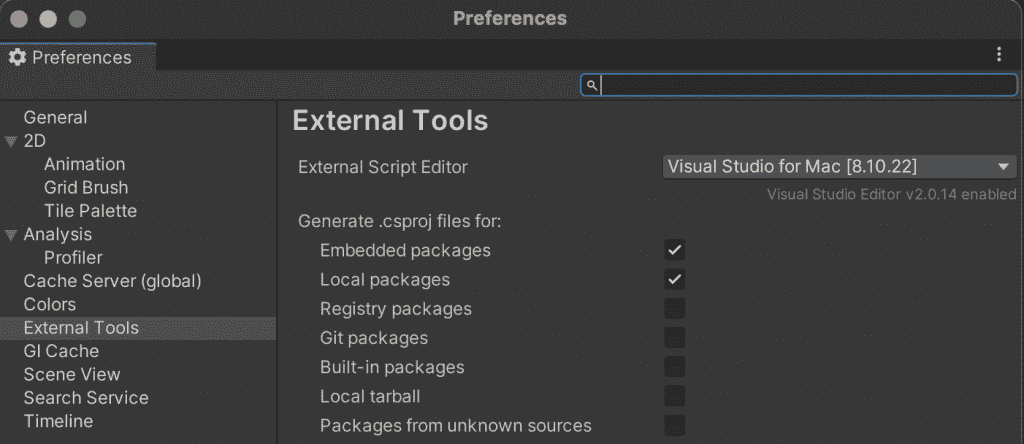 Preferences
Preferences
General
2D
Animation
Grid Brush
Tile Palette
Analysis
Profiler
Cache Server (global)
Colors
External Tools
GI Cache
Scene View
Search Service
Timeline
External Tools
External Script Editor
Visual Studio for Mac [8.10.22]
Visual Studio Editor v2.0.14 enabled
Generate .csproj files for:
Embedded packages
Local packages
Registry packages
Git packages
Built-in packages
Local tarball
Packages from unknown sources